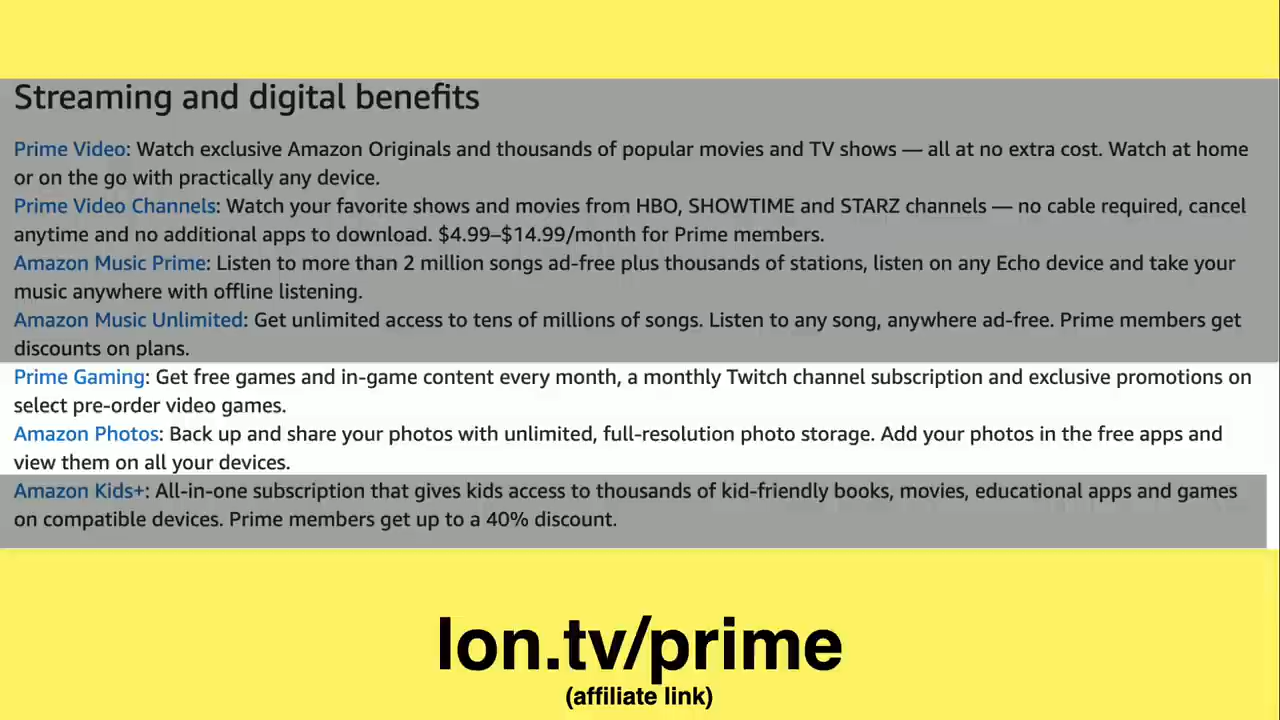 Streaming and digital benefits
Prime Video: Watch exclusive Amazon Originals and thousands of popular movies and TV shows — all at no extra cost. Watch at home
or on the go with practically any device.
Prime Video Channels: Watch your favorite shows and movies from HBO, SHOWTIME and STARZ channels — no cable required, cancel
anytime and no additional apps to download. $4.99–$14.99/month for Prime members.
Amazon Music Prime: Listen to more than 2 million songs ad-free plus thousands of stations, listen on any Echo device and take your
music anywhere with offline listening.
Amazon Music Unlimited: Get unlimited access to tens of millions of songs. Listen to any song, anywhere ad-free. Prime members get
discounts on plans.
Prime Gaming: Get free games and in-game content every month, a monthly Twitch channel subscription and exclusive promotions on
select pre-order video games.
Amazon Photos: Back up and share your photos with unlimited, full-resolution photo storage. Add your photos in the free apps and
view them on all your devices.
Amazon Kids+: All-in-one subscription that gives kids access to thousands of kid-friendly books, movies, educational apps and games
on compatible devices. Prime members get up to a 40% discount.
lon.tv/prime
(affiliate link)